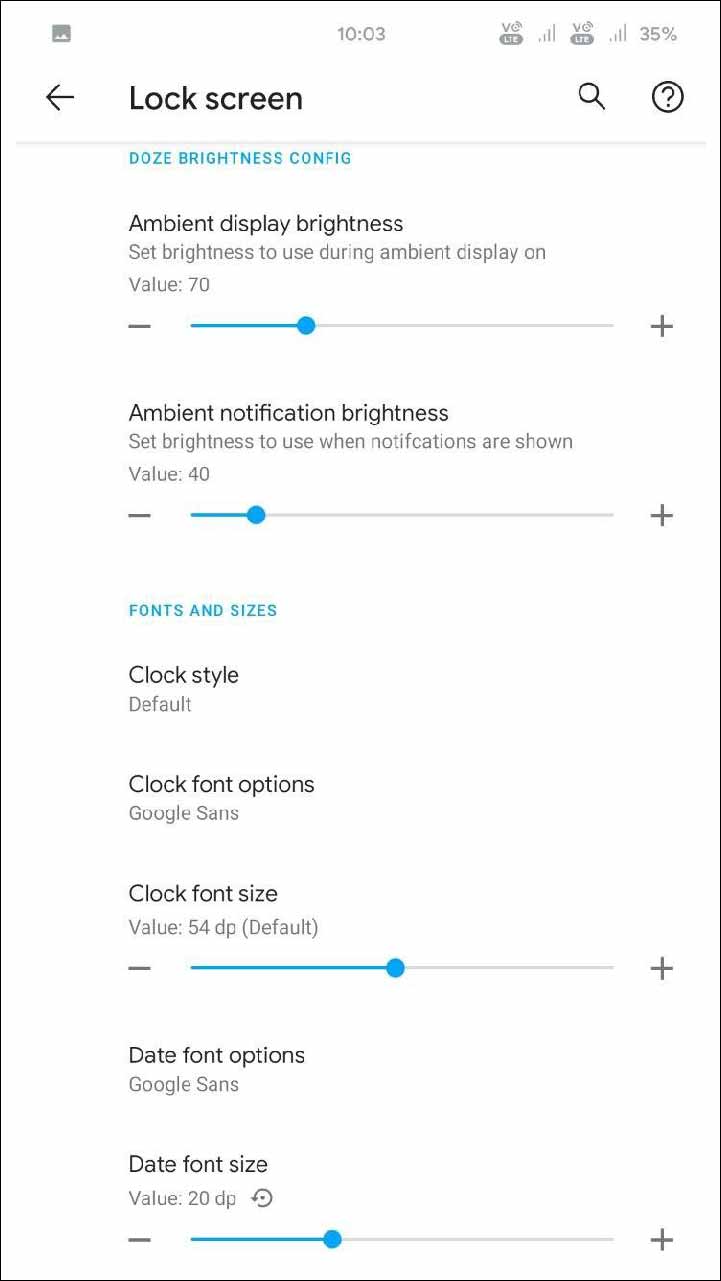 10:03 Vo LTE Vo LTE 35%
Lock screen
DOZE BRIGHTNESS CONFIG
Ambient display brightness
Set brightness to use during ambient display on
Value: 70
Ambient notification brightness
Set brightness to use when notifcations are shown
Value: 40
FONTS AND SIZES
Clock style
Default
Clock font options
Google Sans
Clock font size
Value: 54 dp (Default)
Date font options
Google Sans
Date font size
Value: 20 dp